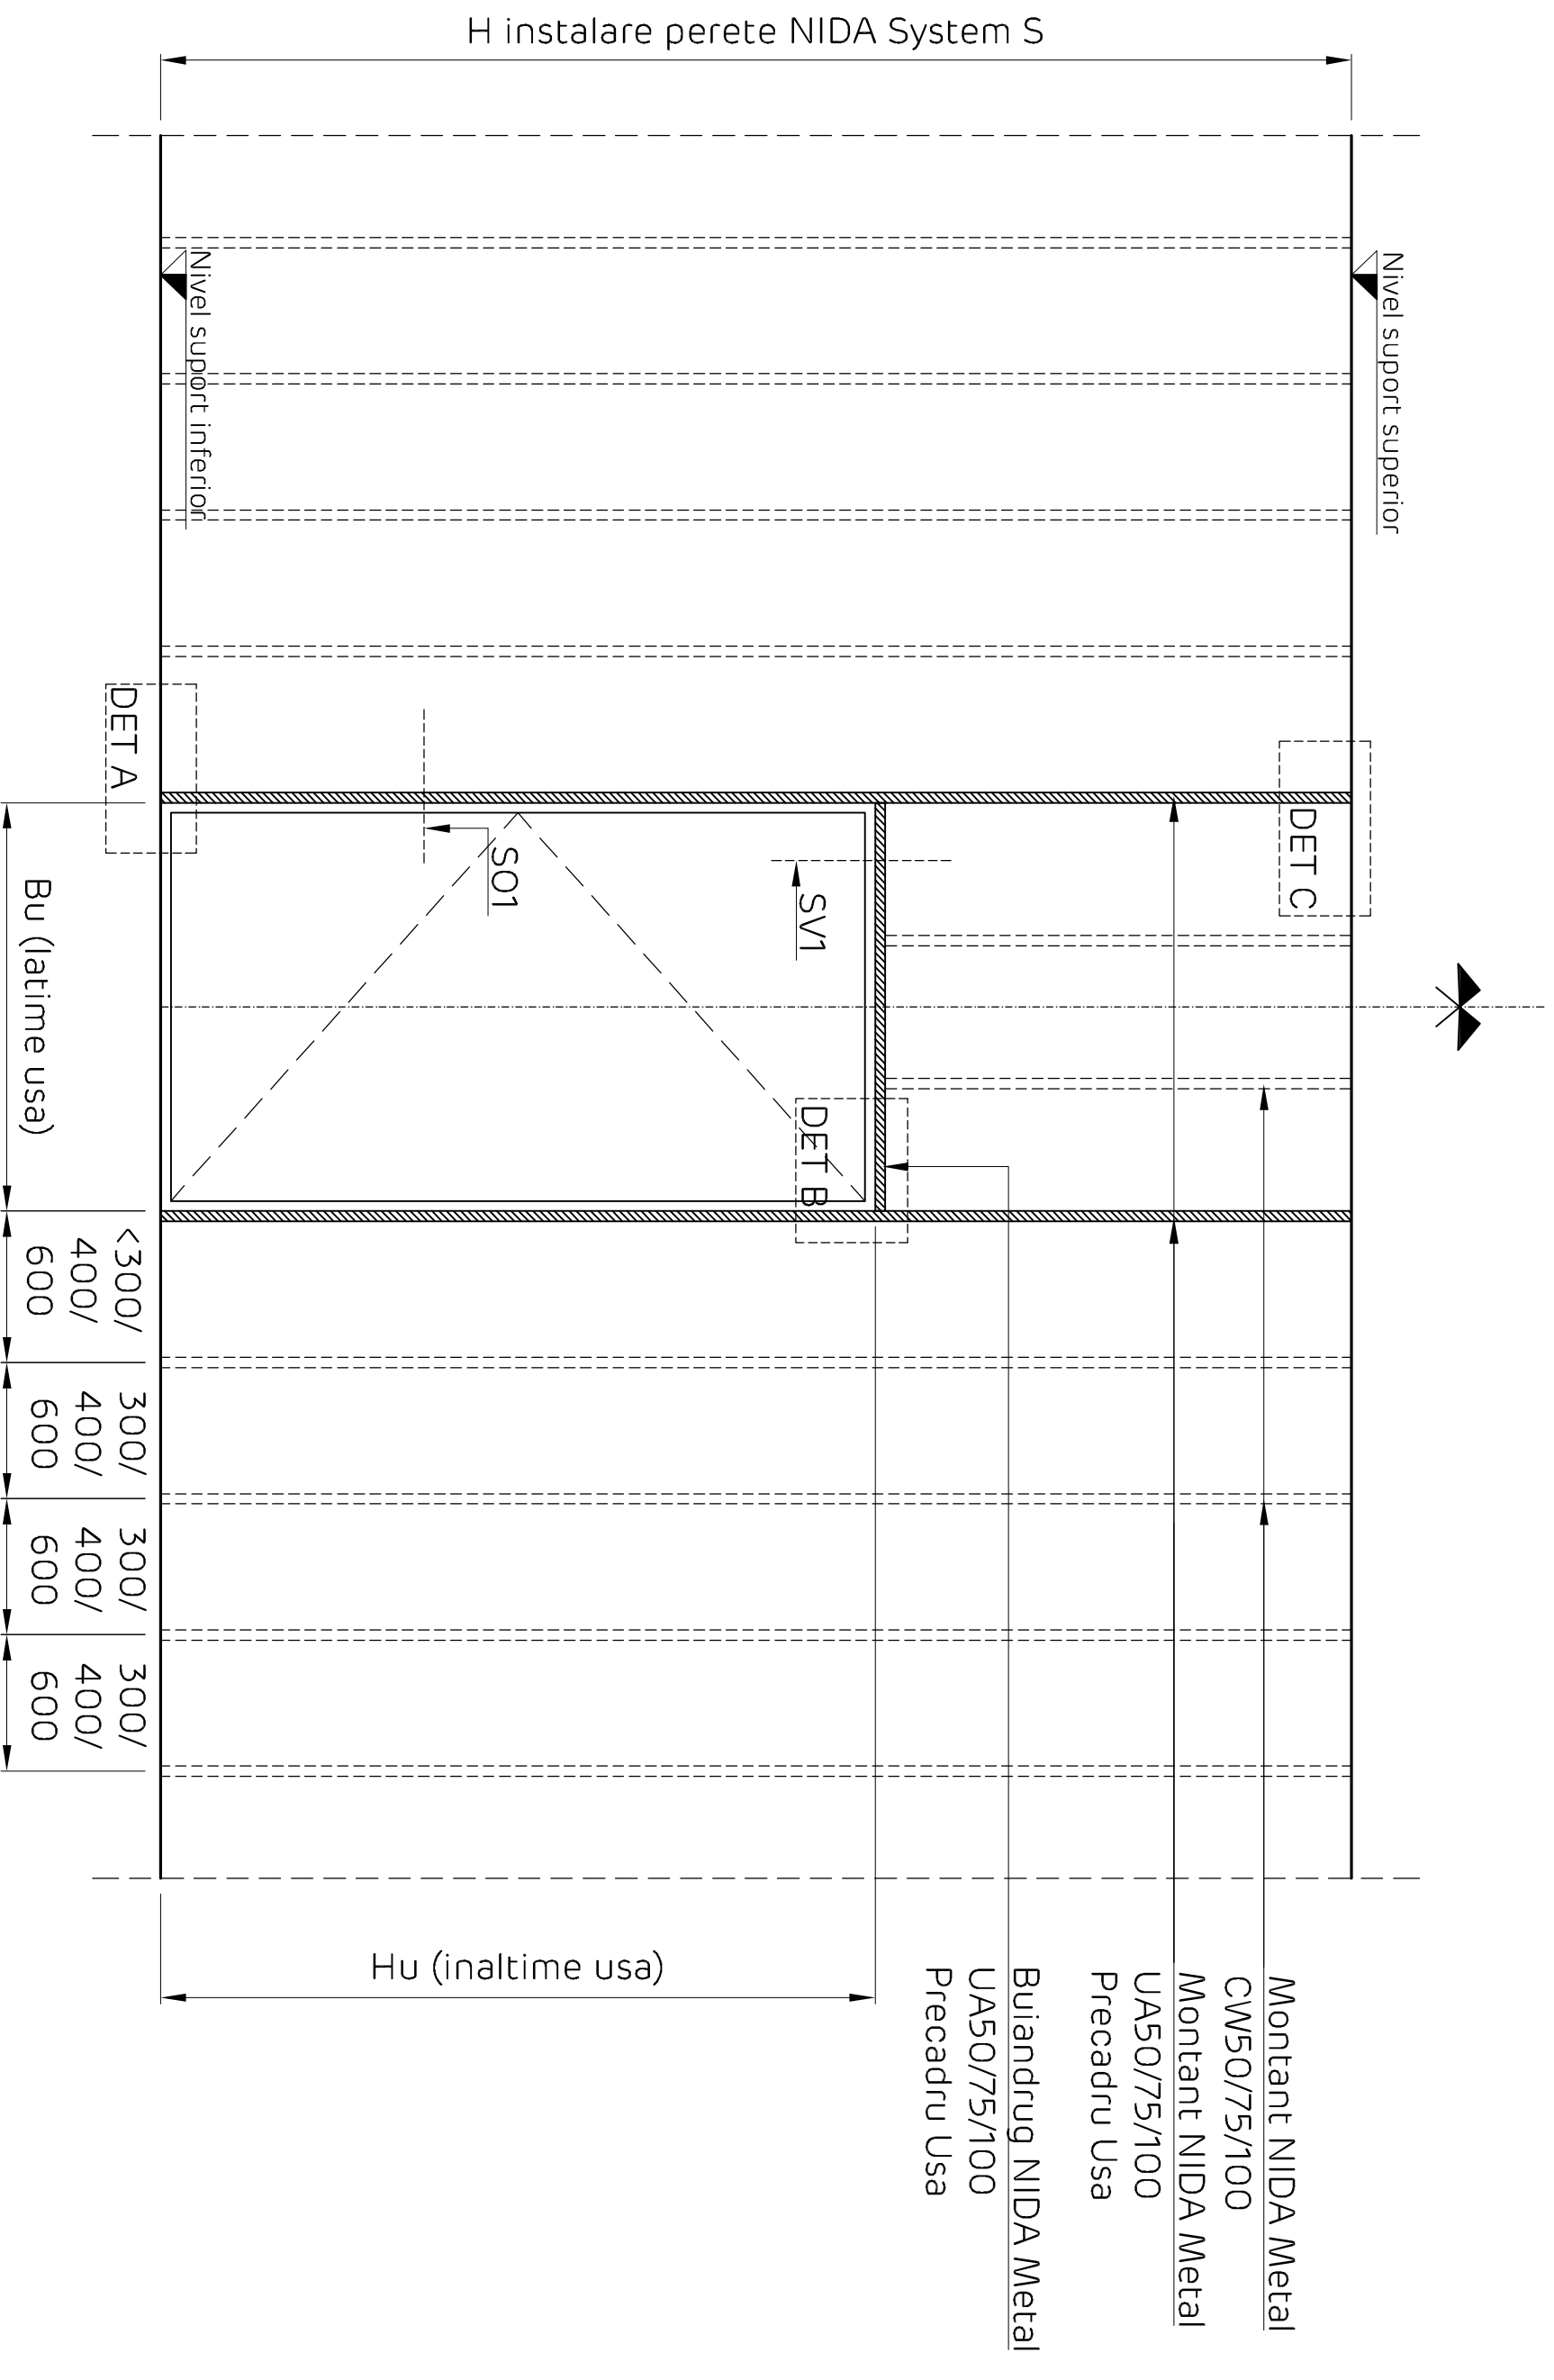 H instalare perete NIDA System S
Nivel suport superior
Nivel suport inferior
DET A
DET C
S01
SV1
DET B
Bu (latime usa)
<300/
400/
600
300/
400/
600
300/
400/
600
300/
400/
600
Hu (inaltime usa)
Montant NIDA Metal
CW50/75/100
Montant NIDA Metal
UA50/75/100
Precadru Usa
Buiandrug NIDA Metal
UA50/75/100
Precadru Usa